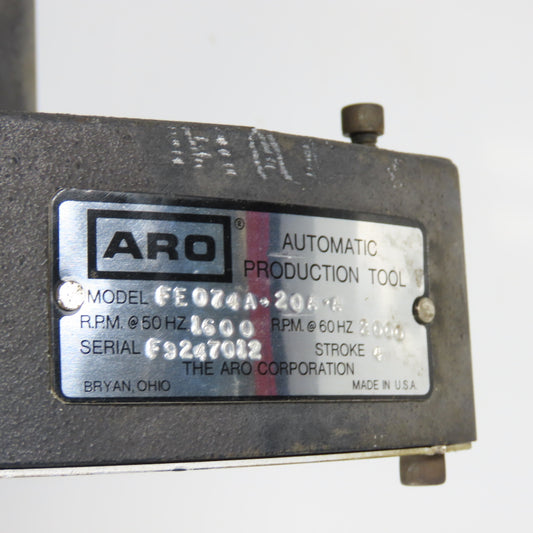 ARO ®
AUTOMATIC
PRODUCTION TOOL
MODEL
R.P.M. @ 50 HZ 1600 R.P.M. @ 60 HZ
SERIAL F9247012 STROKE
THE ARO CORPORATION
BRYAN, OHIO MADE IN U.S.A.